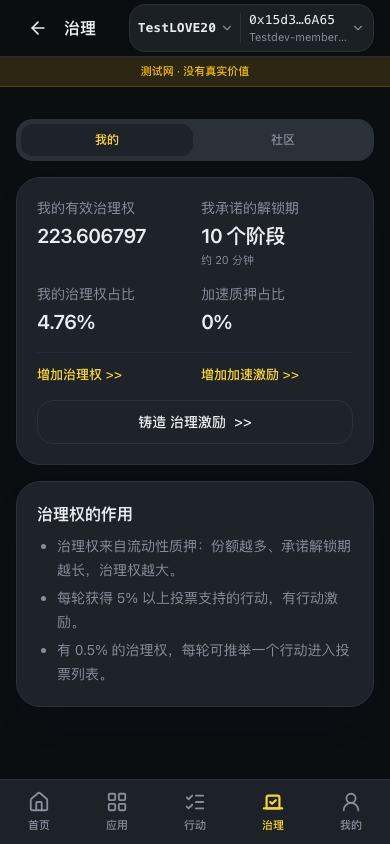 治理
TestLOVE20
0x15d3…6A65
Testdev-member...
测试网 · 没有真实价值
我的
社区
我的有效治理权
我承诺的解锁期
223.606797
10 个阶段
约 20 分钟
我的治理权占比
加速质押占比
4.76%
0%
增加治理权 >>
增加加速激励 >>
铸造 治理激励 >>
治理权的作用
• 治理权来自流动性质押：份额越多、承诺解锁期
越长，治理权越大。
• 每轮获得 5% 以上投票支持的行动，有行动激
励。
• 有 0.5% 的治理权，每轮可推举一个行动进入投
票列表。
首页
应用
行动
治理
我的